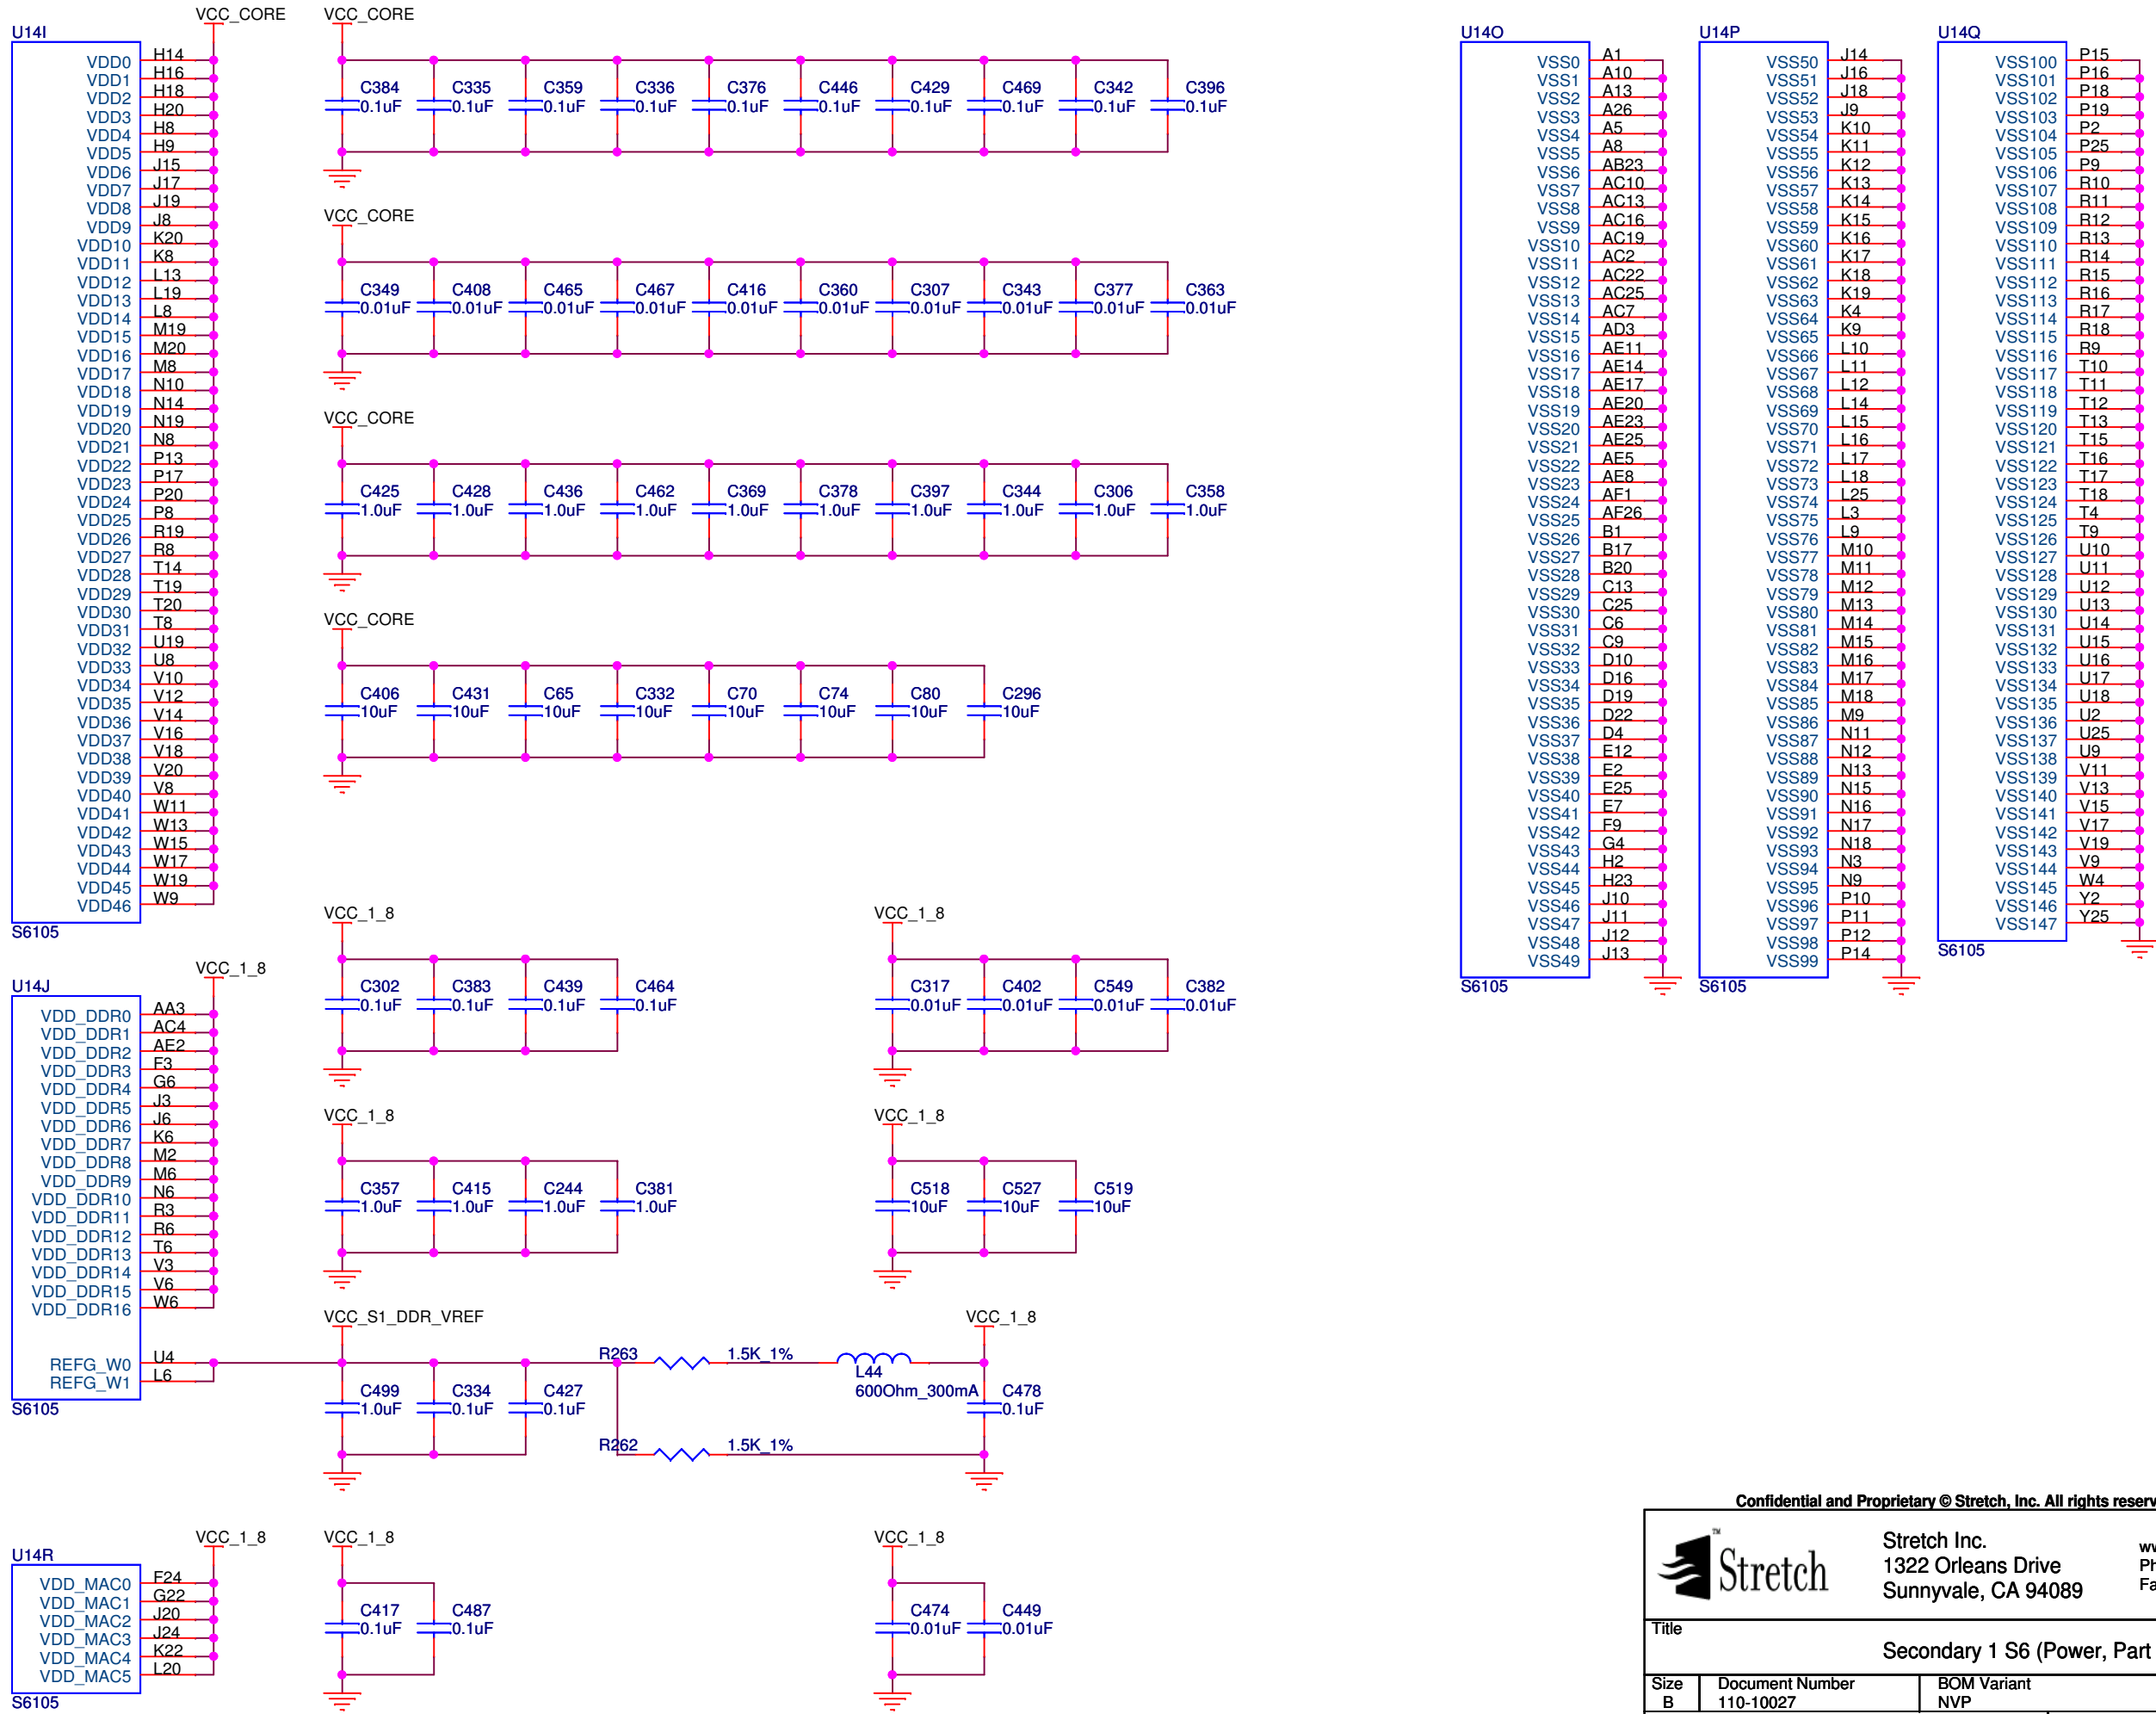 VCC_CORE
U14I
VDD0 H14
VDD1 H16
VDD2 H18
VDD3 H20
VDD4 H8
VDD5 H9
VDD6 J15
VDD7 J17
VDD8 J19
VDD9 J8
VDD10 K20
VDD11 K8
VDD12 L13
VDD13 L19
VDD14 L8
VDD15 M19
VDD16 M20
VDD17 M8
VDD18 N10
VDD19 N14
VDD20 N19
VDD21 N8
VDD22 P13
VDD23 P17
VDD24 P20
VDD25 P8
VDD26 R19
VDD27 R8
VDD28 T14
VDD29 T19
VDD30 T20
VDD31 T8
VDD32 U19
VDD33 U8
VDD34 V10
VDD35 V12
VDD36 V14
VDD37 V16
VDD38 V18
VDD39 V20
VDD40 V8
VDD41 W11
VDD42 W13
VDD43 W15
VDD44 W17
VDD45 W19
VDD46 W9
S6105
VCC_CORE
C384 C335 C359 C336 C376 C446 C429 C469 C342 C396
0.1uF 0.1uF 0.1uF 0.1uF 0.1uF 0.1uF 0.1uF 0.1uF 0.1uF 0.1uF
VCC_CORE
C349 C408 C465 C467 C416 C360 C307 C343 C377 C363
0.01uF 0.01uF 0.01uF 0.01uF 0.01uF 0.01uF 0.01uF 0.01uF 0.01uF 0.01uF
VCC_CORE
C425 C428 C436 C462 C369 C378 C397 C344 C306 C358
1.0uF 1.0uF 1.0uF 1.0uF 1.0uF 1.0uF 1.0uF 1.0uF 1.0uF 1.0uF
VCC_CORE
C406 C431 C65 C332 C70 C74 C80 C296
10uF 10uF 10uF 10uF 10uF 10uF 10uF 10uF
VCC_1_8
C302 C383 C439 C464
0.1uF 0.1uF 0.1uF 0.1uF
VCC_1_8
C317 C402 C549 C382
0.01uF 0.01uF 0.01uF 0.01uF
VCC_1_8
U14J
VDD_DDR0 AA3
VDD_DDR1 AC4
VDD_DDR2 AE2
VDD_DDR3 F3
VDD_DDR4 G6
VDD_DDR5 J3
VDD_DDR6 J6
VDD_DDR7 K6
VDD_DDR8 M2
VDD_DDR9 M6
VDD_DDR10 N6
VDD_DDR11 R3
VDD_DDR12 R6
VDD_DDR13 T6
VDD_DDR14 V3
VDD_DDR15 V6
VDD_DDR16 W6
REFG_W0 U4
REFG_W1 L6
S6105
VCC_1_8
C357 C415 C244 C381
1.0uF 1.0uF 1.0uF 1.0uF
VCC_1_8
C518 C527 C519
10uF 10uF 10uF
VCC_S1_DDR_VREF
VCC_1_8
R263 1.5K_1%
L44
600Ohm_300mA
C499 C334 C427 C478
1.0uF 0.1uF 0.1uF 0.1uF
R262 1.5K_1%
VCC_1_8
U14R
VDD_MAC0 F24
VDD_MAC1 G22
VDD_MAC2 J20
VDD_MAC3 J24
VDD_MAC4 K22
VDD_MAC5 L20
S6105
VCC_1_8
C417 C487
0.1uF 0.1uF
VCC_1_8
C474 C449
0.01uF 0.01uF
U14O
VSS0 A1
VSS1 A10
VSS2 A13
VSS3 A26
VSS4 A5
VSS5 A8
VSS6 AB23
VSS7 AC10
VSS8 AC13
VSS9 AC16
VSS10 AC19
VSS11 AC2
VSS12 AC22
VSS13 AC25
VSS14 AC7
VSS15 AD3
VSS16 AE11
VSS17 AE14
VSS18 AE17
VSS19 AE20
VSS20 AE23
VSS21 AE25
VSS22 AE5
VSS23 AE8
VSS24 AF1
VSS25 AF26
VSS26 B1
VSS27 B17
VSS28 B20
VSS29 C13
VSS30 C25
VSS31 C6
VSS32 C9
VSS33 D10
VSS34 D16
VSS35 D19
VSS36 D22
VSS37 D4
VSS38 E12
VSS39 E2
VSS40 E25
VSS41 E7
VSS42 F9
VSS43 G4
VSS44 H2
VSS45 H23
VSS46 J10
VSS47 J11
VSS48 J12
VSS49 J13
S6105
U14P
VSS50 J14
VSS51 J16
VSS52 J18
VSS53 J9
VSS54 K10
VSS55 K11
VSS56 K12
VSS57 K13
VSS58 K14
VSS59 K15
VSS60 K16
VSS61 K17
VSS62 K18
VSS63 K19
VSS64 K4
VSS65 K9
VSS66 L10
VSS67 L11
VSS68 L12
VSS69 L14
VSS70 L15
VSS71 L16
VSS72 L17
VSS73 L18
VSS74 L25
VSS75 L3
VSS76 L9
VSS77 M10
VSS78 M11
VSS79 M12
VSS80 M13
VSS81 M14
VSS82 M15
VSS83 M16
VSS84 M17
VSS85 M18
VSS86 M9
VSS87 N11
VSS88 N12
VSS89 N13
VSS90 N15
VSS91 N16
VSS92 N17
VSS93 N18
VSS94 N3
VSS95 N9
VSS96 P10
VSS97 P11
VSS98 P12
VSS99 P14
S6105
U14Q
VSS100 P15
VSS101 P16
VSS102 P18
VSS103 P19
VSS104 P2
VSS105 P25
VSS106 P9
VSS107 R10
VSS108 R11
VSS109 R12
VSS110 R13
VSS111 R14
VSS112 R15
VSS113 R16
VSS114 R17
VSS115 R18
VSS116 R9
VSS117 T10
VSS118 T11
VSS119 T12
VSS120 T13
VSS121 T15
VSS122 T16
VSS123 T17
VSS124 T18
VSS125 T4
VSS126 T9
VSS127 U10
VSS128 U11
VSS129 U12
VSS130 U13
VSS131 U14
VSS132 U15
VSS133 U16
VSS134 U17
VSS135 U18
VSS136 U2
VSS137 U25
VSS138 U9
VSS139 V11
VSS140 V13
VSS141 V15
VSS142 V17
VSS143 V19
VSS144 V9
VSS145 W4
VSS146 Y2
VSS147 Y25
S6105
Confidential and Proprietary © Stretch, Inc. All rights reserv
Stretch ™
Stretch Inc.
1322 Orleans Drive
Sunnyvale, CA 94089
Title
Secondary 1 S6 (Power, Part
Size Document Number BOM Variant
B 110-10027 NVP